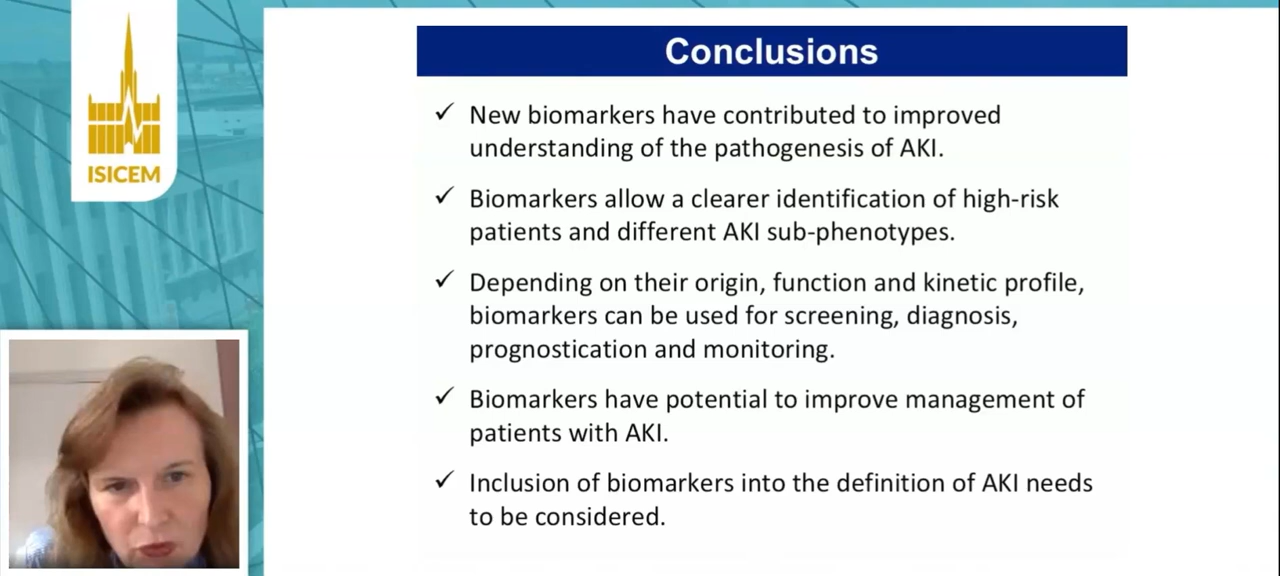 ISICEM
Conclusions
✓ New biomarkers have contributed to improved
understanding of the pathogenesis of AKI.
✓ Biomarkers allow a clearer identification of high-risk
patients and different AKI sub-phenotypes.
✓ Depending on their origin, function and kinetic profile,
biomarkers can be used for screening, diagnosis,
prognostication and monitoring.
✓ Biomarkers have potential to improve management of
patients with AKI.
✓ Inclusion of biomarkers into the definition of AKI needs
to be considered.